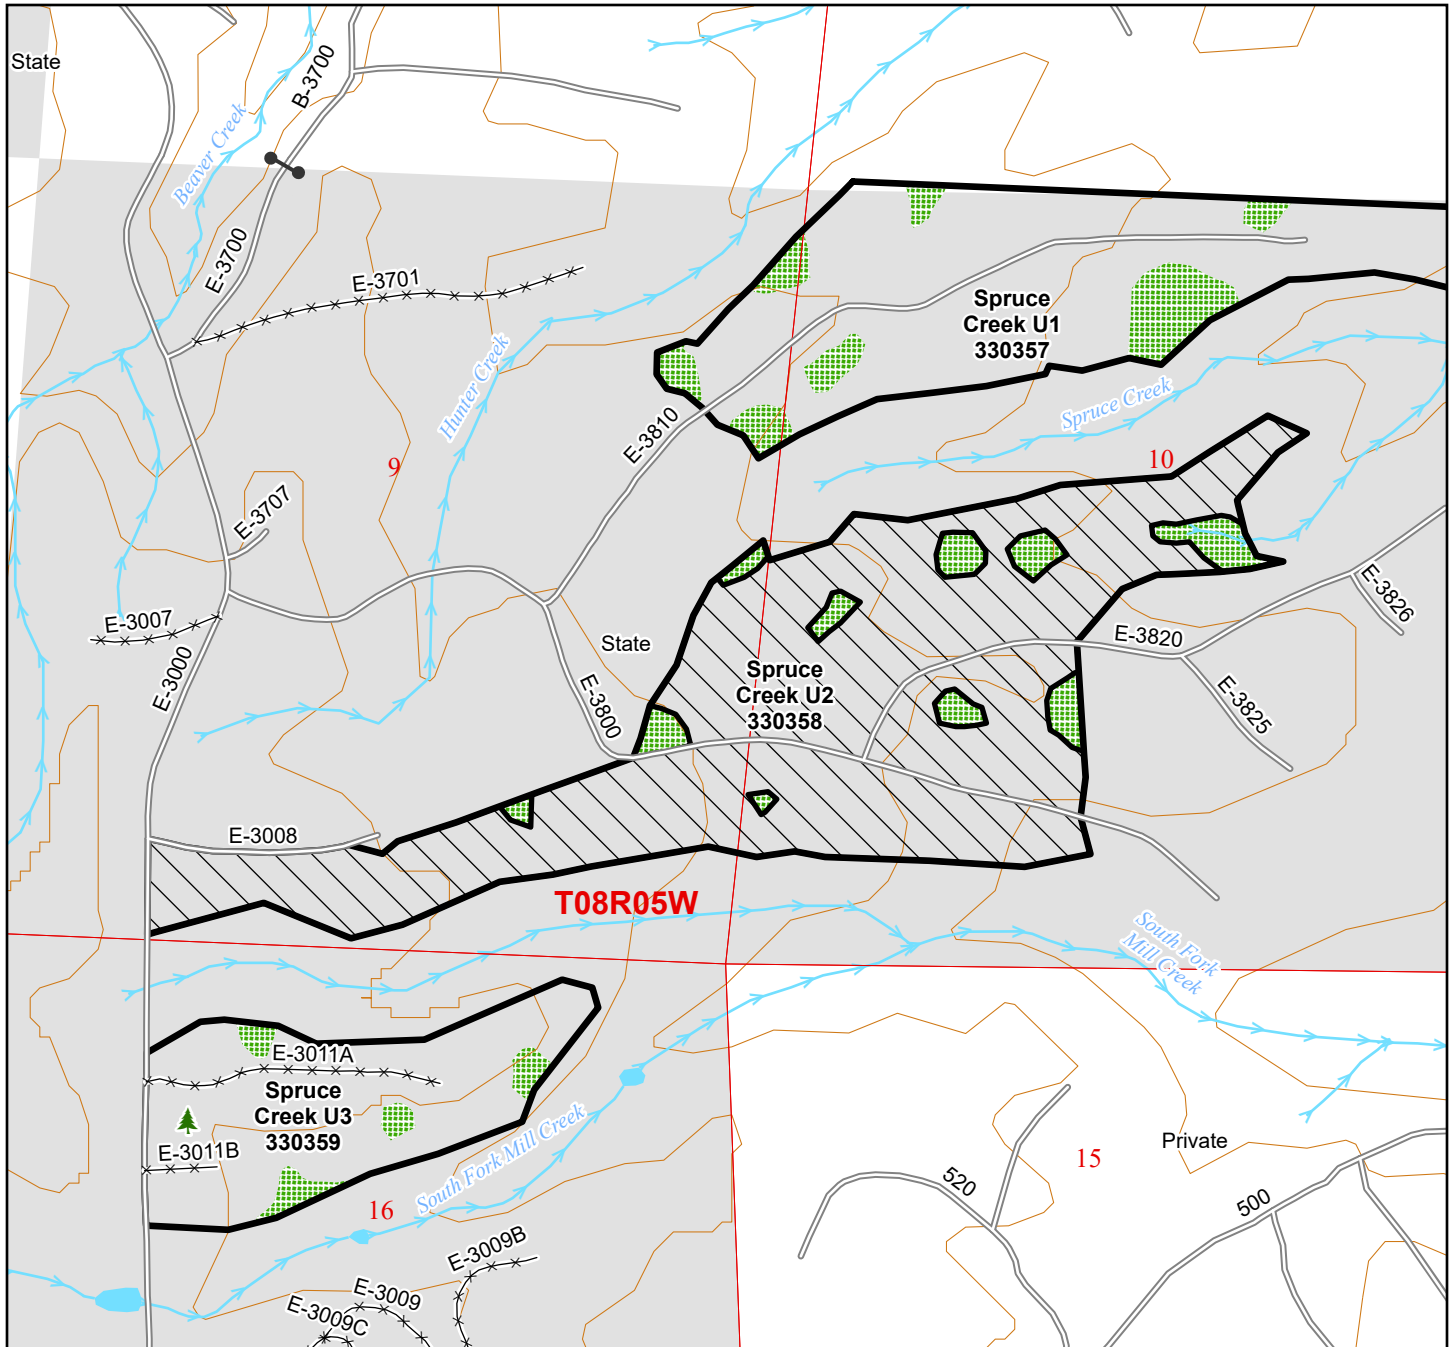 State
B-3700
Beaver Creek
E-3700
E-3701
Spruce
Creek U1
330357
Hunter Creek
E-3810
Spruce Creek
9
10
E-3707
E-3826
E-3007
E-3820
State
E-3000
Spruce
Creek U2
330358
E-3800
E-3825
E-3008
T08R05W
South Fork
Mill Creek
E-3011A
Spruce
Creek U3
330359
E-3011B
South Fork Mill Creek
Private
15
520
500
16
E-3009B
E-3009
E-3009C